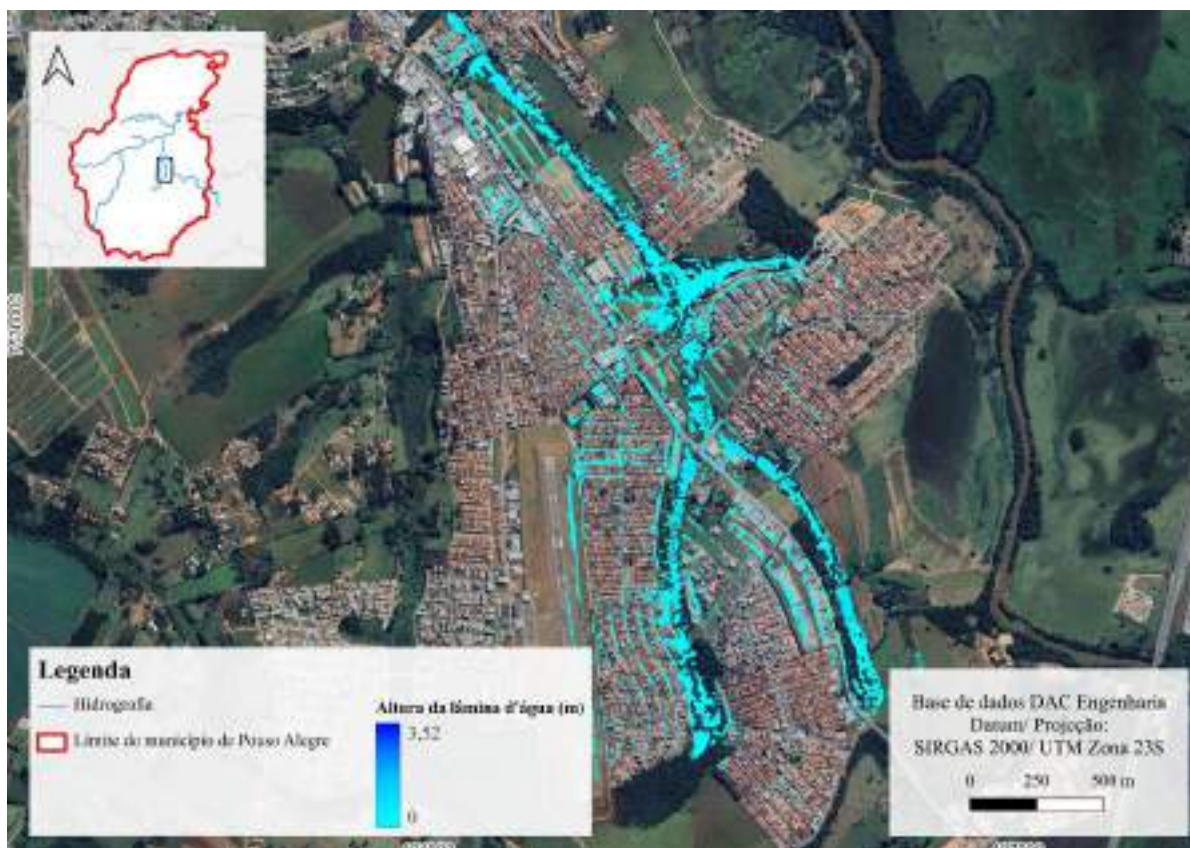 Legenda
Hidrografia
Limite do município de Pouso Alegre
Altura da lâmina d'água (m)
3,52
0
Base de dados DAC Engenharia
Datum/ Projeção:
SIRGAS 2000/ UTM Zona 23S
0 250 500 m